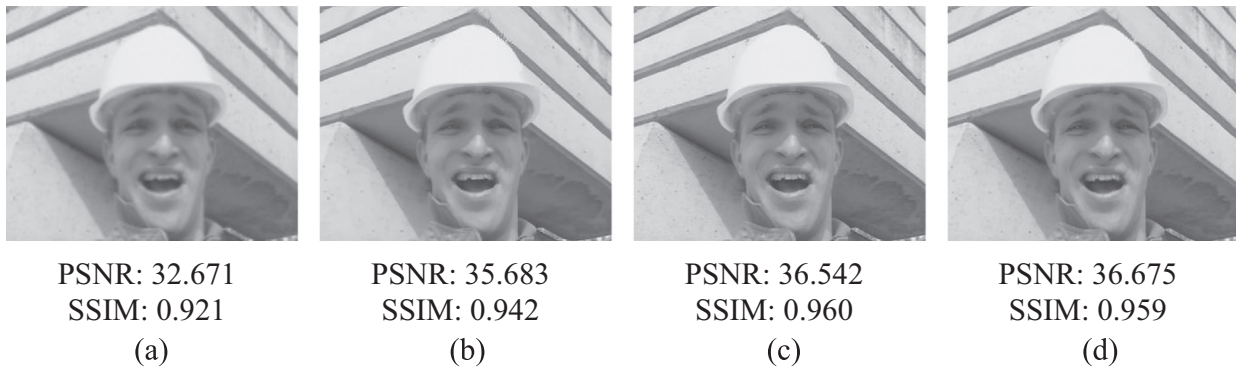 PSNR: 32.671
SSIM: 0.921
(a)
PSNR: 35.683
SSIM: 0.942
(b)
PSNR: 36.542
SSIM: 0.960
(c)
PSNR: 36.675
SSIM: 0.959
(d)